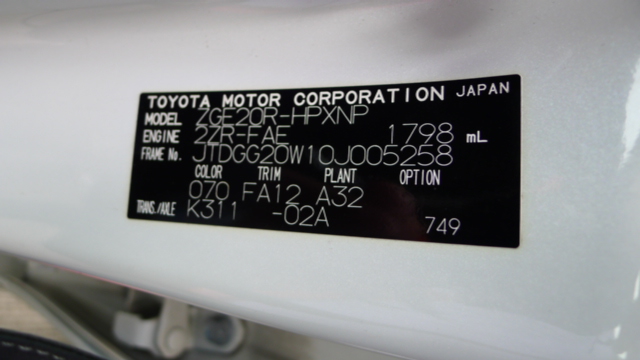 TOYOTA MOTOR CORPORATION JAPAN
MODEL ZGE20R-HPXNP
ENGINE 2ZR-FAE 1798 mL
FRAME No. JTDGG20W10J005258
COLOR TRIM PLANT OPTION
070 FA12 A32
TRANS./AXLE K311 -02A
749